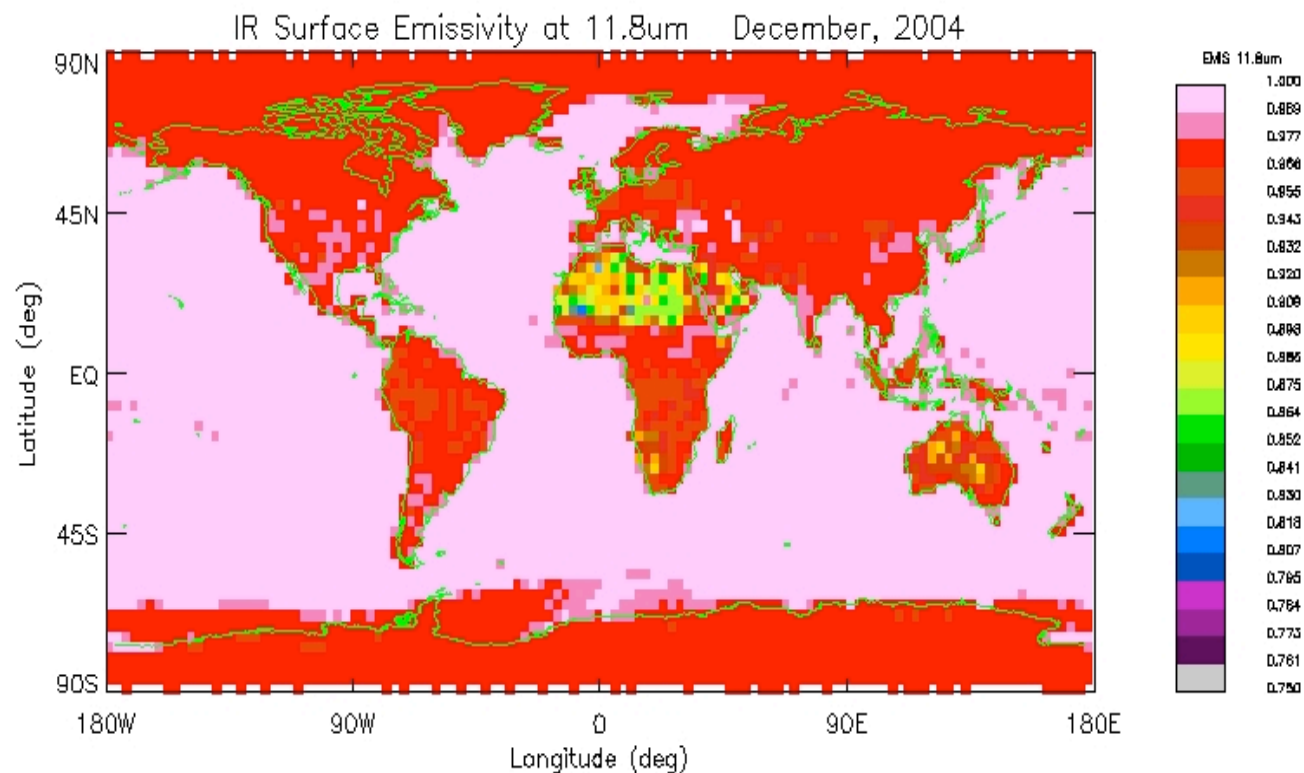 IR Surface Emissivity at 11.8um December, 2004
EMS 11.8um
90N
45N
EQ
45S
90S
Latitude (deg)
180W 90W 0 90E 180E
Longitude (deg)
1.000
0.989
0.977
0.966
0.955
0.943
0.932
0.920
0.909
0.898
0.886
0.875
0.864
0.852
0.841
0.830
0.818
0.807
0.795
0.784
0.773
0.761
0.750